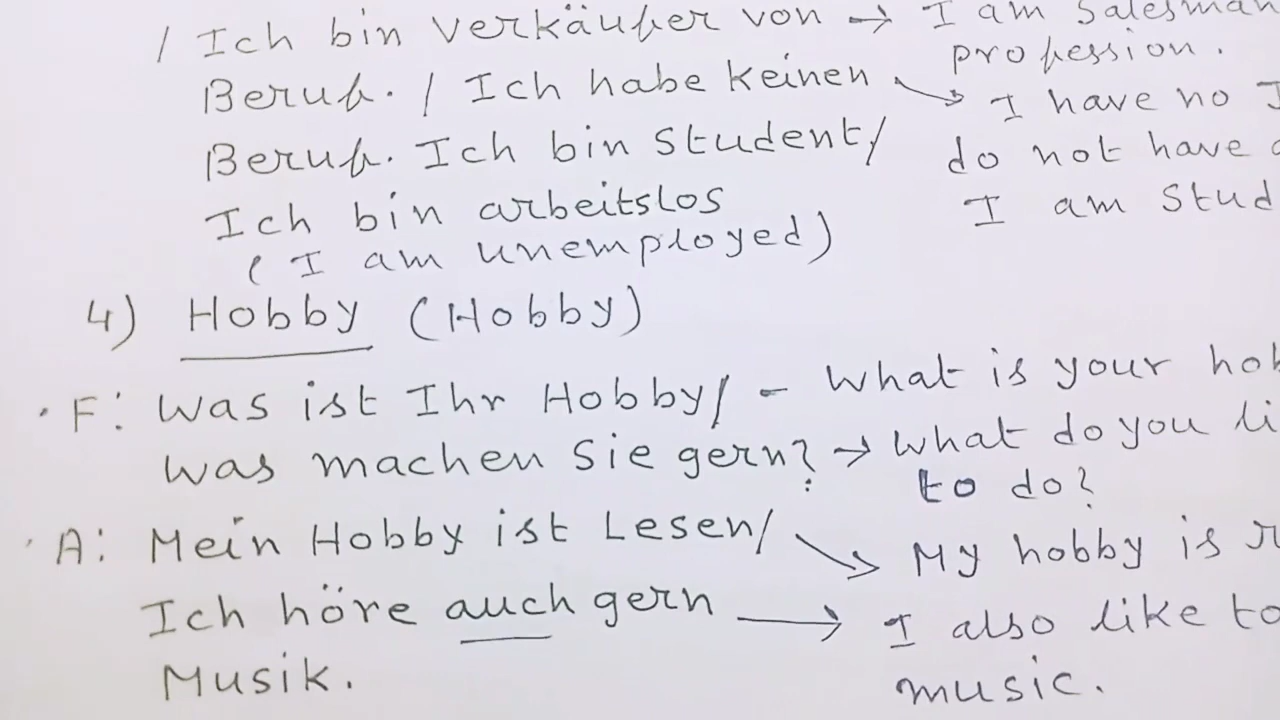 / Ich bin Verkäufer von → I am Salesman
Beruf. / Ich habe keinen profession.
→ I have no
Beruf. Ich bin Student/ do not have
Ich bin arbeitslos I am
(I am unemployed)
4) Hobby (Hobby)
· F: Was ist Ihr Hobby/ - What is your
Was machen Sie gern? → What do you
to do?
· A: Mein Hobby ist Lesen/ → My hobby is
Ich höre auch gern → I also like to
Musik. music.